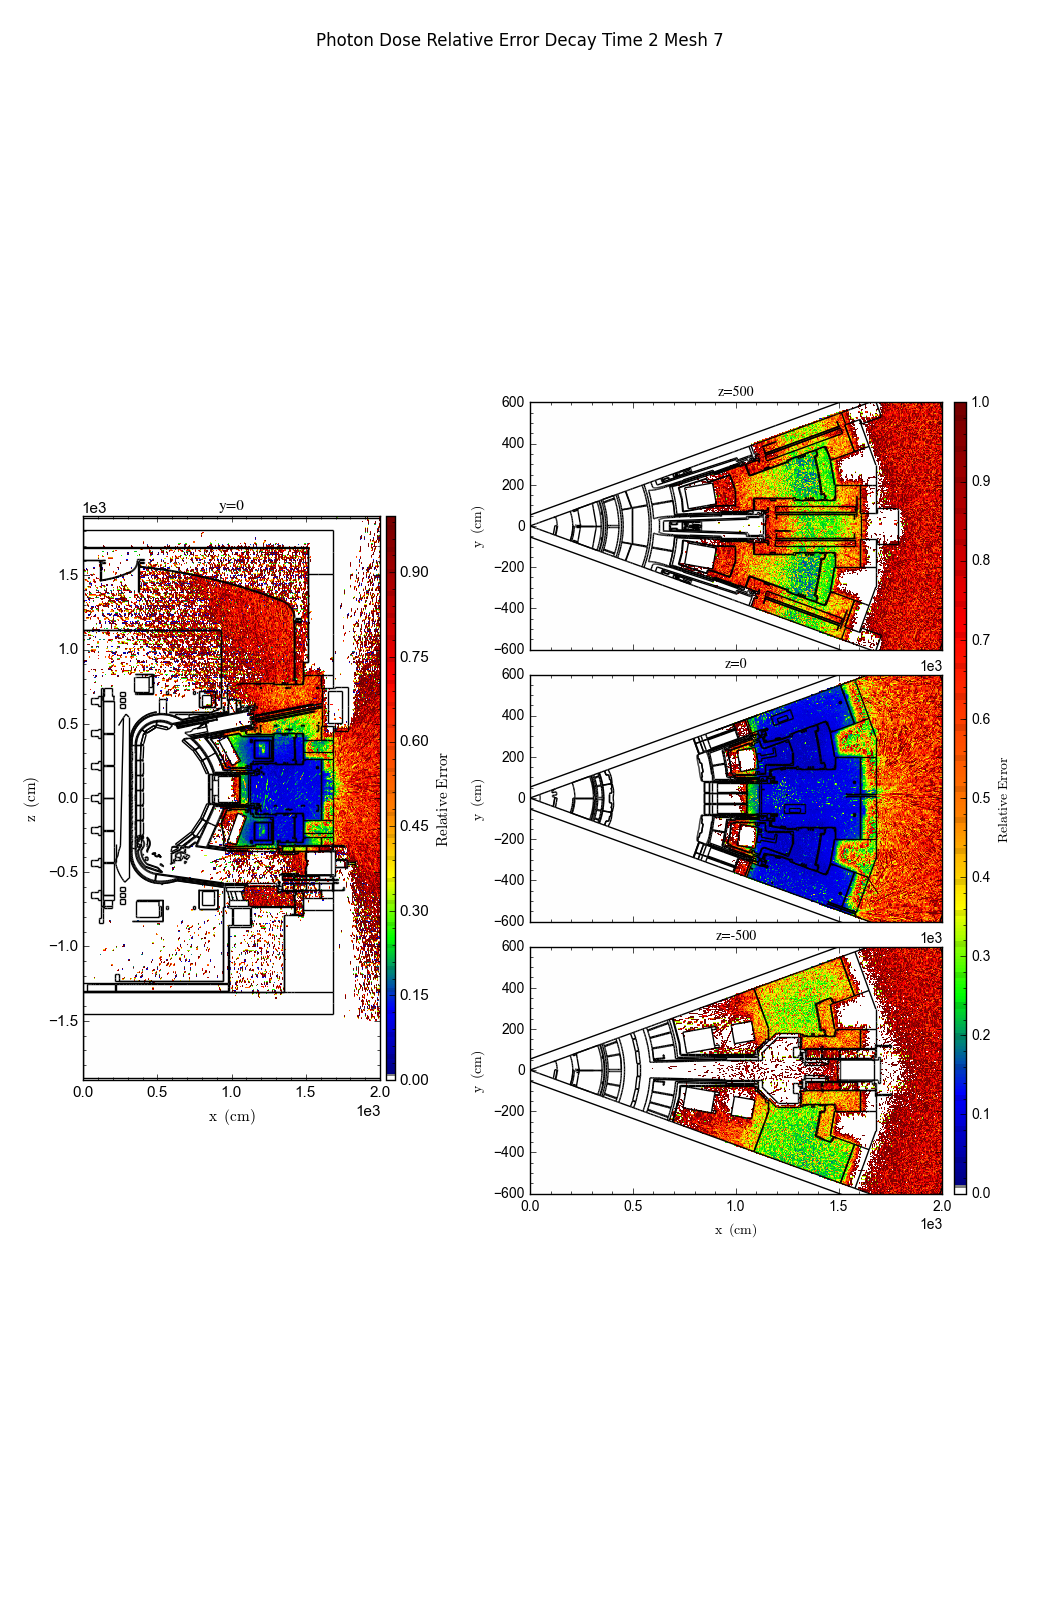 Photon Dose Relative Error Decay Time 2 Mesh 7
y=0
1e3
1.5
1.0
0.5
0.0
−0.5
−1.0
−1.5
z (cm)
0.0 0.5 1.0 1.5 2.0
1e3
x (cm)
0.90
0.75
0.60
0.45
0.30
0.15
0.00
Relative Error
z=500
600
400
200
0
−200
−400
−600
y (cm)
1e3
z=0
600
400
200
0
−200
−400
−600
y (cm)
1e3
z=-500
600
400
200
0
−200
−400
−600
y (cm)
0.0 0.5 1.0 1.5 2.0
1e3
x (cm)
1.0
0.9
0.8
0.7
0.6
0.5
0.4
0.3
0.2
0.1
0.0
Relative Error